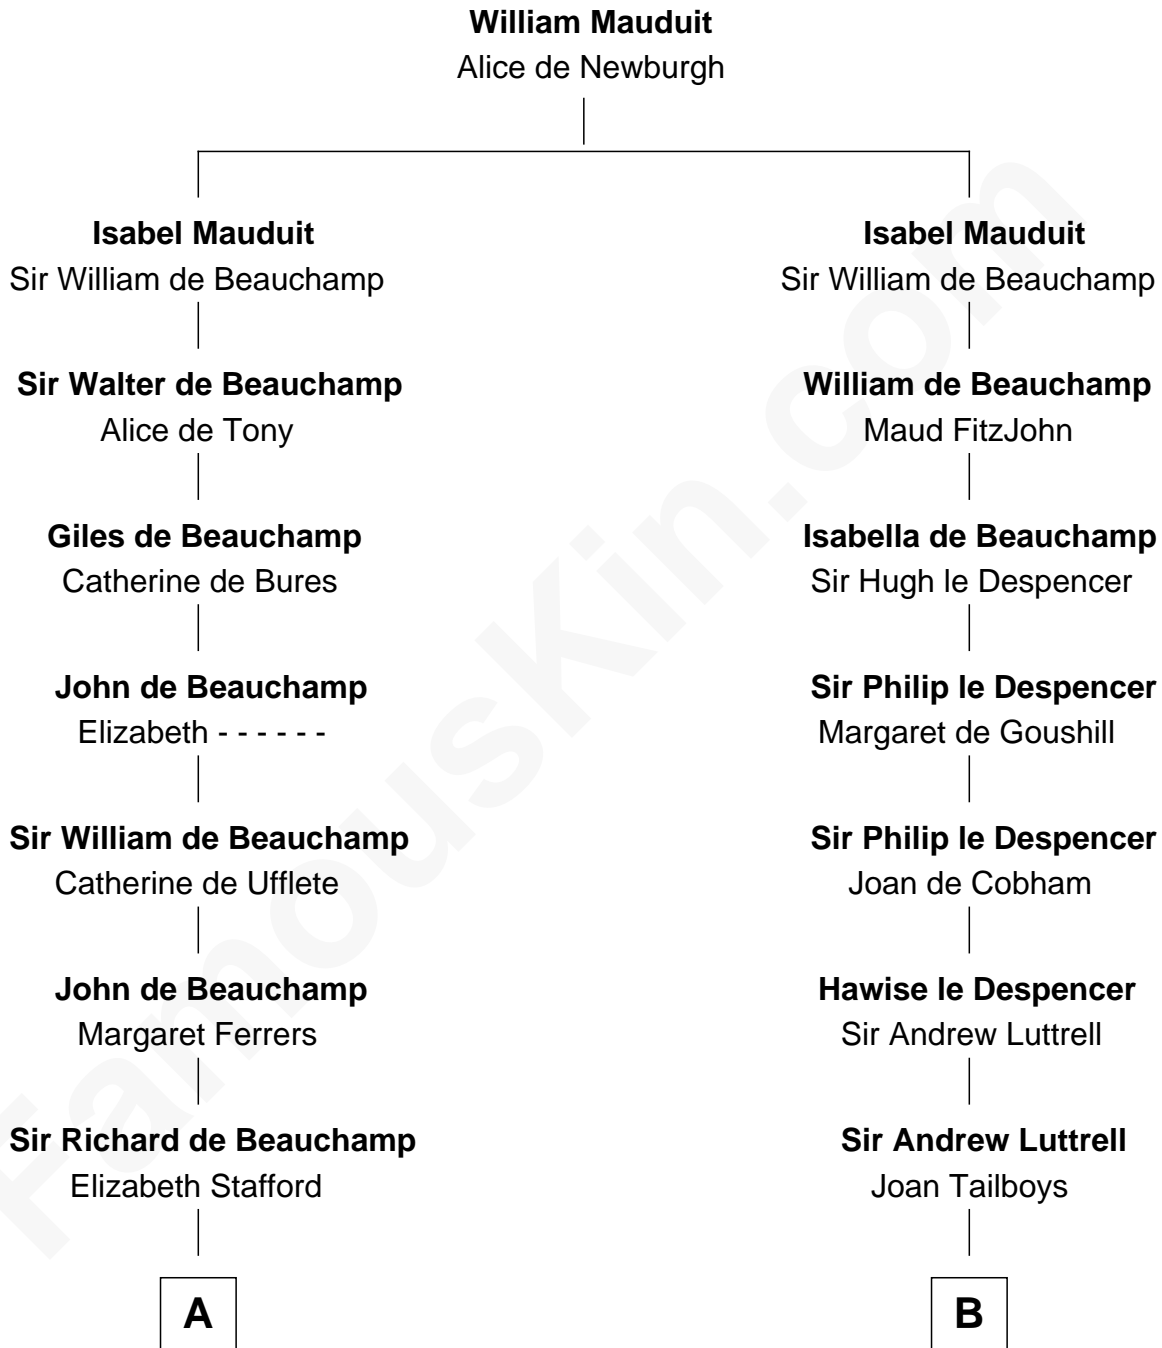 William Mauduit
Alice de Newburgh
Isabel Mauduit
Sir William de Beauchamp
Sir Walter de Beauchamp
Alice de Tony
Giles de Beauchamp
Catherine de Bures
John de Beauchamp
Elizabeth - - - - - -
Sir William de Beauchamp
Catherine de Ufflete
John de Beauchamp
Margaret Ferrers
Sir Richard de Beauchamp
Elizabeth Stafford
A
Isabel Mauduit
Sir William de Beauchamp
William de Beauchamp
Maud FitzJohn
Isabella de Beauchamp
Sir Hugh le Despencer
Sir Philip le Despencer
Margaret de Goushill
Sir Philip le Despencer
Joan de Cobham
Hawise le Despencer
Sir Andrew Luttrell
Sir Andrew Luttrell
Joan Tailboys
B
FamousKin.com